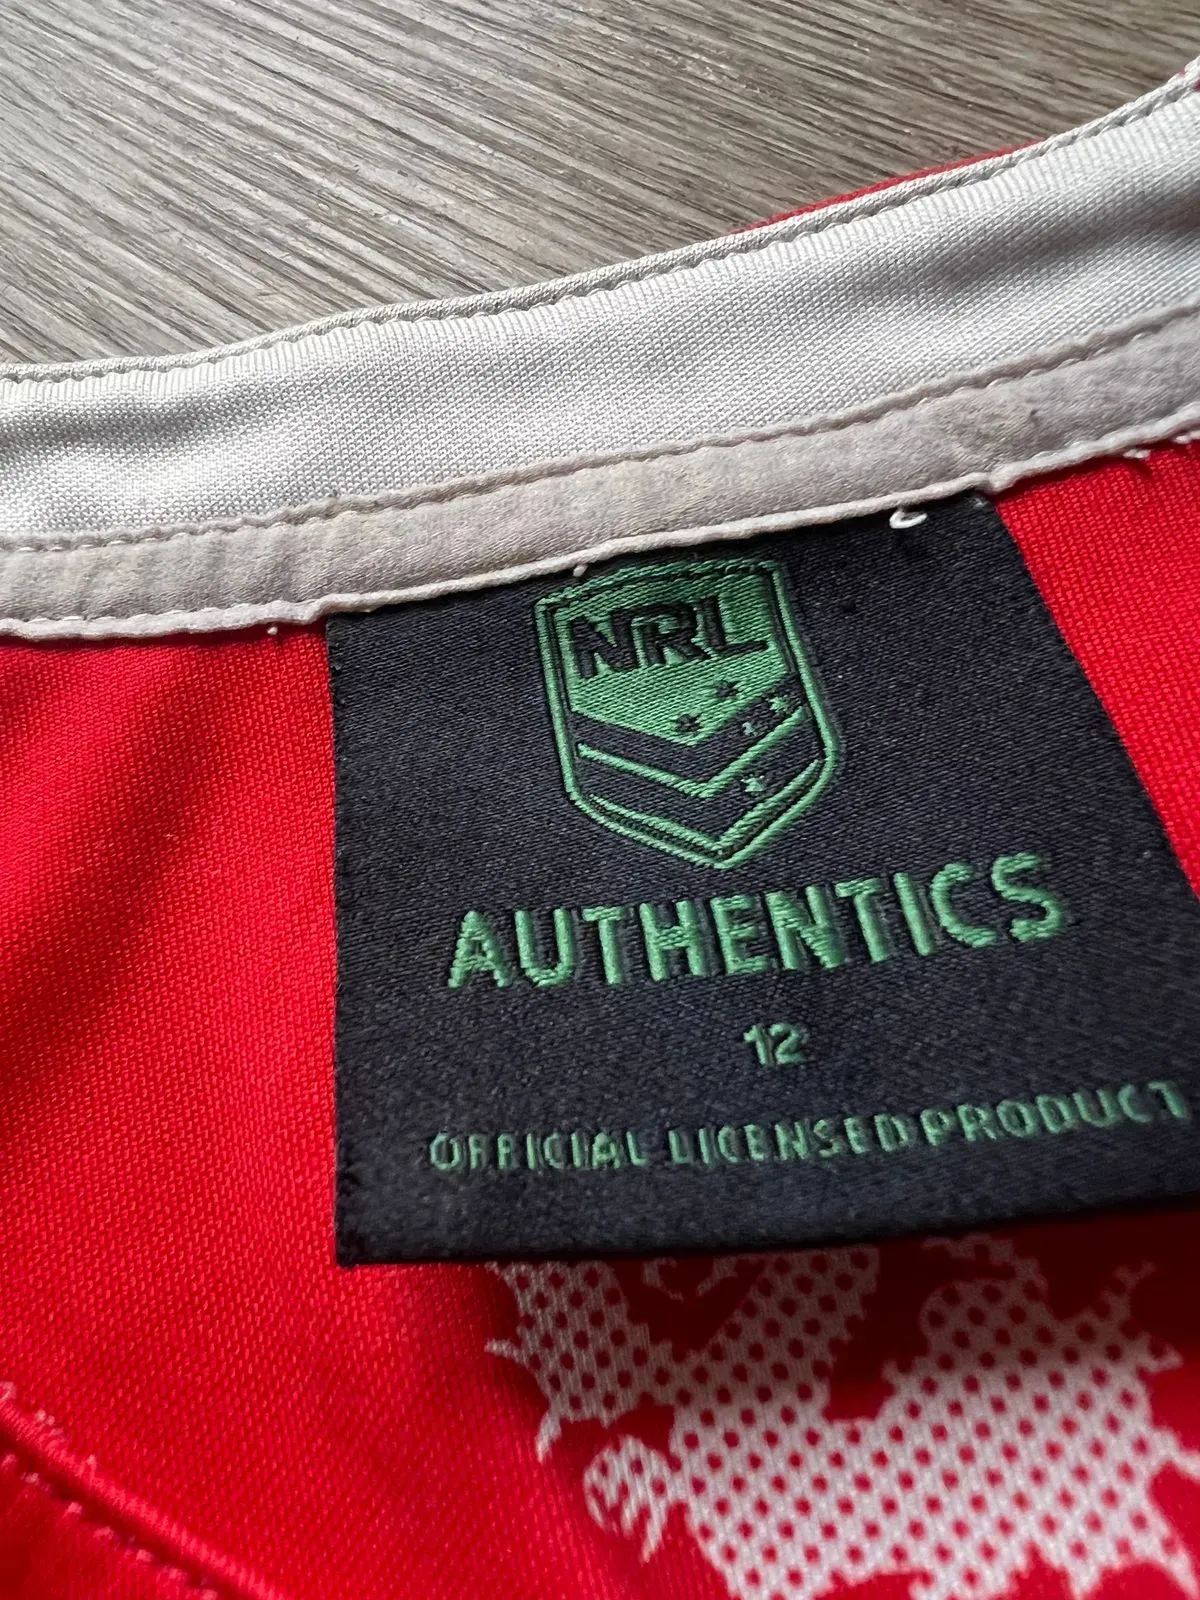 NRL
AUTHENTICS
12
OFFICIAL LICENSED PRODUCT